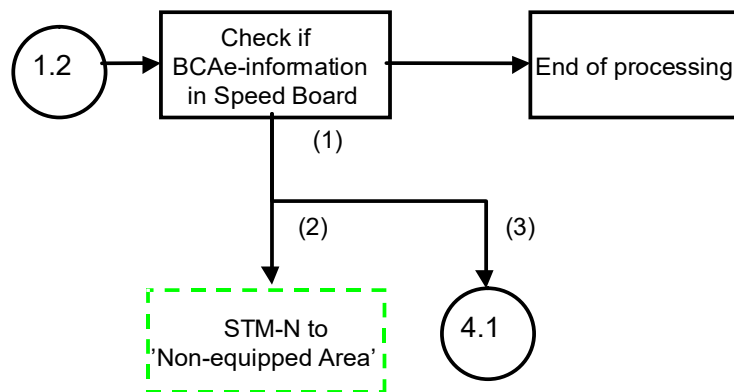 1.2
Check if
BCAe-information
in Speed Board
End of processing
(1)
(2)
(3)
STM-N to
’Non-equipped Area’
4.1